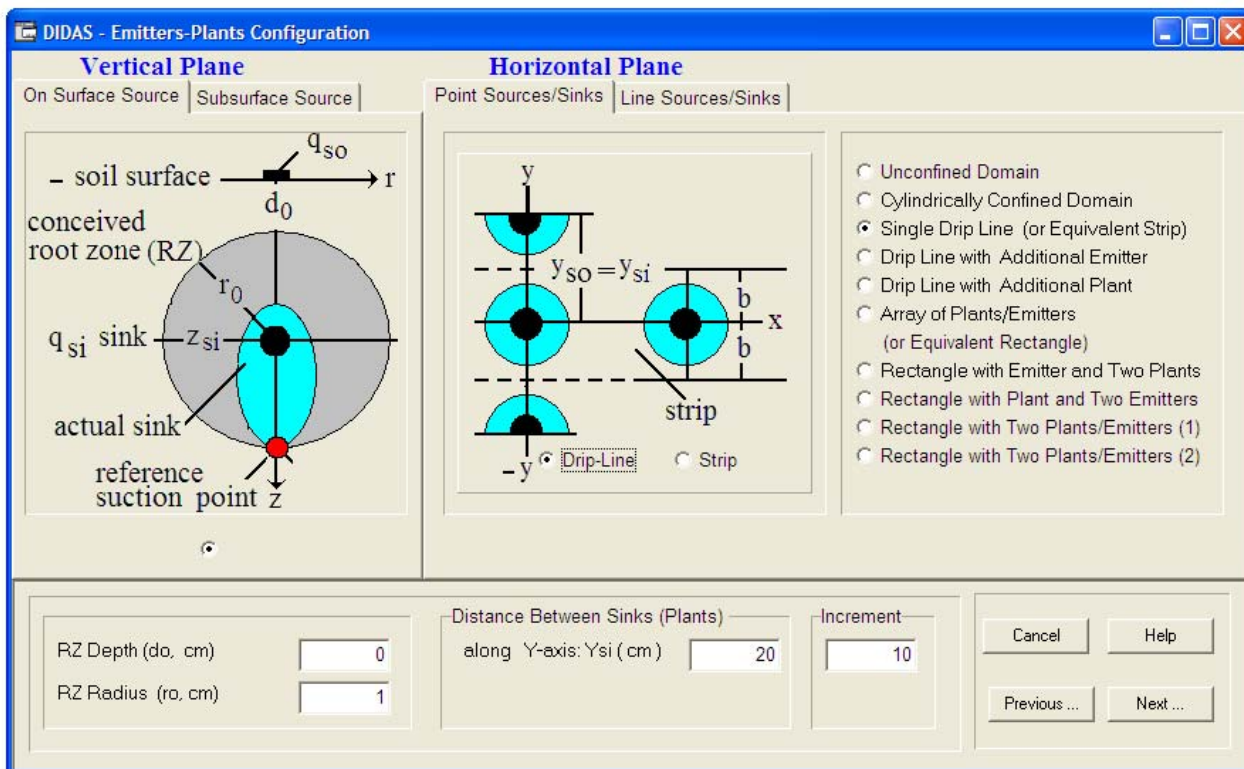 DIDAS - Emitters-Plants Configuration
Vertical Plane
Horizontal Plane
On Surface Source
Subsurface Source
Point Sources/Sinks
Line Sources/Sinks
q_so
soil surface
r
d_0
conceived
root zone (RZ)
r_0
q_si sink
z_si
actual sink
reference
suction point
z
y
y_so = y_si
b
x
b
strip
-y
Drip-Line
Strip
Unconfined Domain
Cylindrically Confined Domain
Single Drip Line (or Equivalent Strip)
Drip Line with Additional Emitter
Drip Line with Additional Plant
Array of Plants/Emitters
(or Equivalent Rectangle)
Rectangle with Emitter and Two Plants
Rectangle with Plant and Two Emitters
Rectangle with Two Plants/Emitters (1)
Rectangle with Two Plants/Emitters (2)
RZ Depth (do, cm)
0
RZ Radius (ro, cm)
1
Distance Between Sinks (Plants)
along Y-axis: Ysi ( cm )
20
Increment
10
Cancel
Help
Previous ...
Next ...